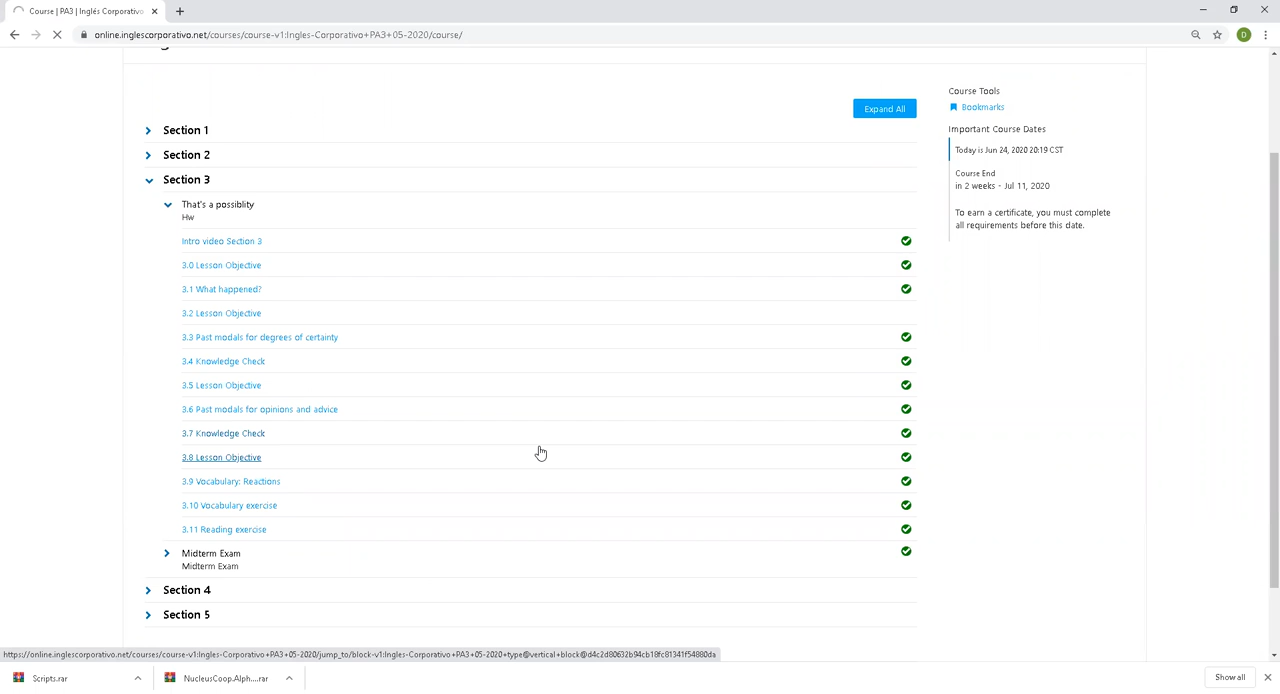 Course | PA3 | Inglés Corporativo
online.inglescorporativo.net/courses/course-v1:Ingles-Corporativo+PA3+05-2020/course/
D
Expand All
Section 1
Section 2
Section 3
That's a possiblity
Hw
Intro video Section 3
3.0 Lesson Objective
3.1 What happened?
3.2 Lesson Objective
3.3 Past modals for degrees of certainty
3.4 Knowledge Check
3.5 Lesson Objective
3.6 Past modals for opinions and advice
3.7 Knowledge Check
3.8 Lesson Objective
3.9 Vocabulary: Reactions
3.10 Vocabulary exercise
3.11 Reading exercise
Midterm Exam
Midterm Exam
Section 4
Section 5
Course Tools
Bookmarks
Important Course Dates
Today is Jun 24, 2020 20:19 CST
Course End
in 2 weeks - Jul 11, 2020
To earn a certificate, you must complete
all requirements before this date.
https://online.inglescorporativo.net/courses/course-v1:Ingles-Corporativo+PA3+05-2020/jump_to/block-v1:Ingles-Corporativo+PA3+05-2020+type@vertical+block@d4c2d80632b94cb18fc81341f54880da
Scripts.rar
NucleusCoop.Alph....rar
Show all